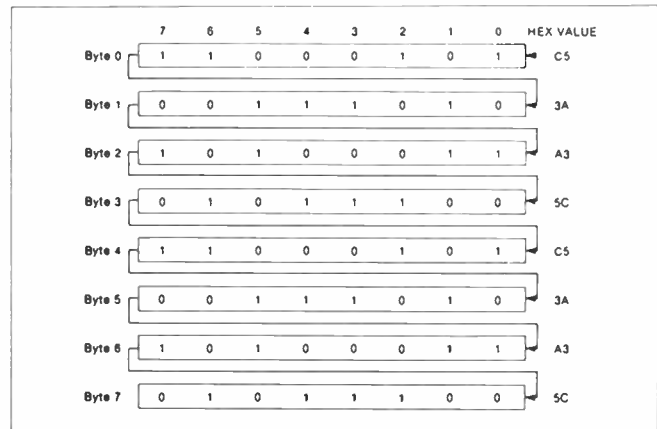 7 6 5 4 3 2 1 0 HEX VALUE
Byte 0 1 1 0 0 0 1 0 1 C5
Byte 1 0 0 1 1 1 0 1 0 3A
Byte 2 1 0 1 0 0 0 1 1 A3
Byte 3 0 1 0 1 1 1 0 0 5C
Byte 4 1 1 0 0 0 1 0 1 C5
Byte 5 0 0 1 1 1 0 1 0 3A
Byte 6 1 0 1 0 0 0 1 1 A3
Byte 7 0 1 0 1 1 1 0 0 5C